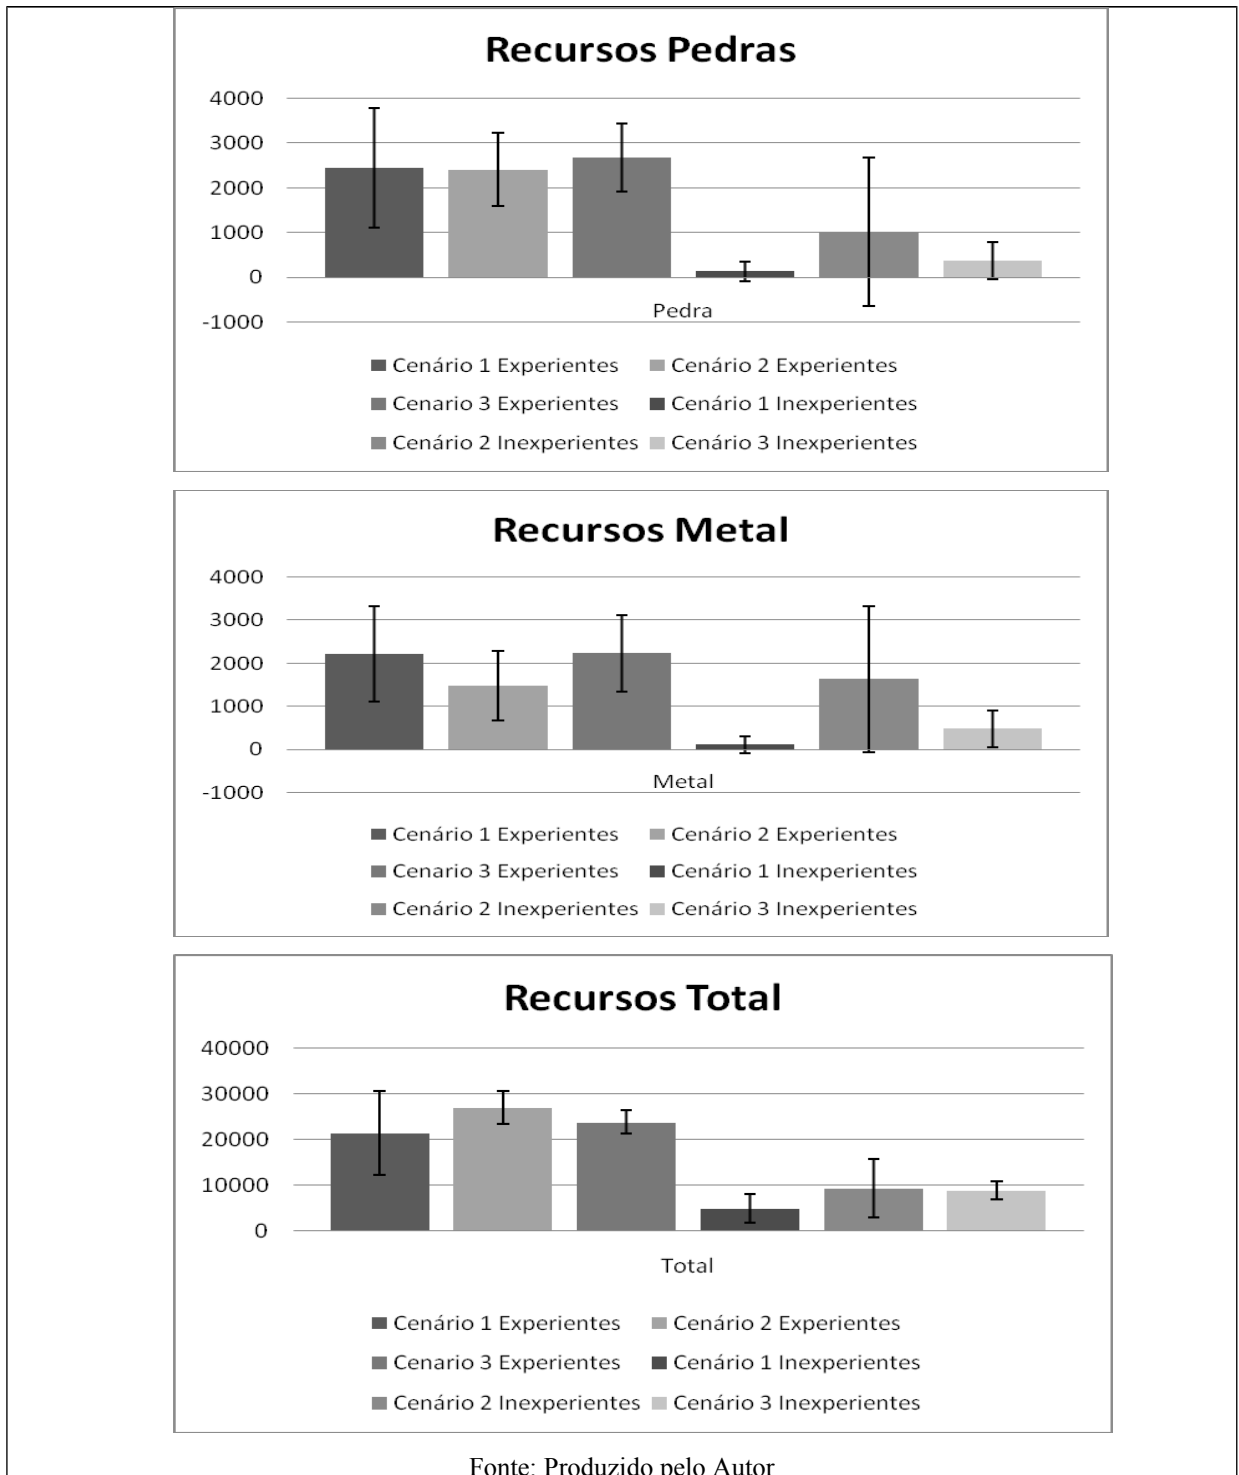 Recursos Pedras
4000
3000
2000
1000
0
-1000
Pedra
Cenário 1 Experientes Cenário 2 Experientes
Cenario 3 Experientes Cenário 1 Inexperientes
Cenário 2 Inexperientes Cenário 3 Inexperientes
Recursos Metal
4000
3000
2000
1000
0
-1000
Metal
Cenário 1 Experientes Cenário 2 Experientes
Cenario 3 Experientes Cenário 1 Inexperientes
Cenário 2 Inexperientes Cenário 3 Inexperientes
Recursos Total
40000
30000
20000
10000
0
Total
Cenário 1 Experientes Cenário 2 Experientes
Cenario 3 Experientes Cenário 1 Inexperientes
Cenário 2 Inexperientes Cenário 3 Inexperientes
Fonte: Produzido pelo Autor